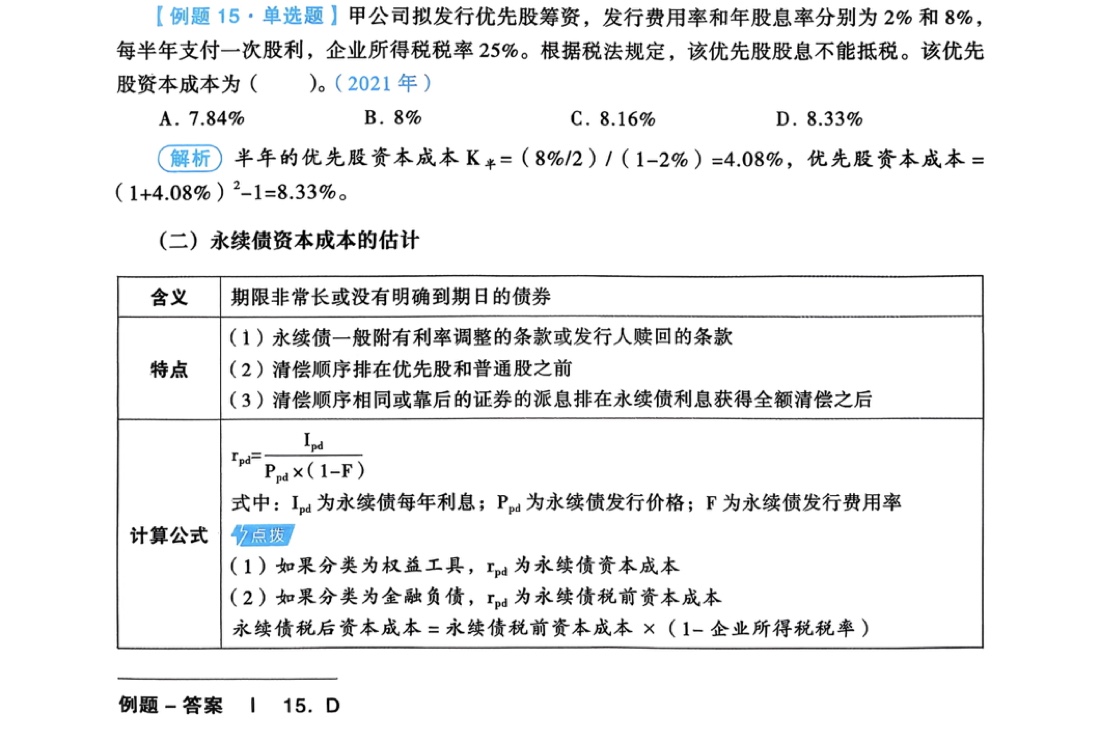 【例题 15·单选题】甲公司拟发行优先股筹资，发行费用率和年股息率分别为 2% 和 8%，
每半年支付一次股利，企业所得税税率 25%。根据税法规定，该优先股股息不能抵税。该优先
股资本成本为（　　）。（2021 年）
A. 7.84%　B. 8%　C. 8.16%　D. 8.33%
解析 半年的优先股资本成本 K半=（8%/2）/（1-2%）=4.08%，优先股资本成本=
（1+4.08%）²-1=8.33%。
（二）永续债资本成本的估计
含义　期限非常长或没有明确到期日的债券
（1）永续债一般附有利率调整的条款或发行人赎回的条款
特点　（2）清偿顺序排在优先股和普通股之前
（3）清偿顺序相同或靠后的证券的派息排在永续债利息获得全额清偿之后
rpd= Ipd / Ppd×（1-F）
式中：Ipd 为永续债每年利息；Ppd 为永续债发行价格；F 为永续债发行费用率
计算公式　点拨
（1）如果分类为权益工具，rpd 为永续债资本成本
（2）如果分类为金融负债，rpd 为永续债税前资本成本
永续债税后资本成本=永续债税前资本成本×（1-企业所得税税率）
例题-答案　|　15. D